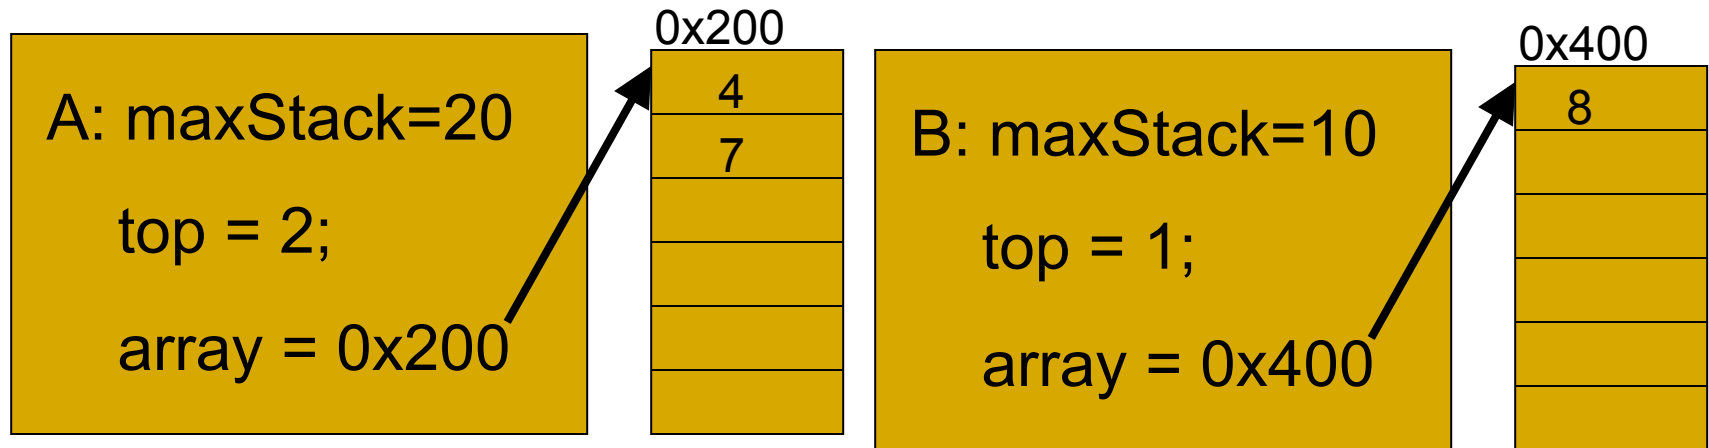 0x200
A: maxStack=20
top = 2;
array = 0x200
4
7
0x400
B: maxStack=10
top = 1;
array = 0x400
8